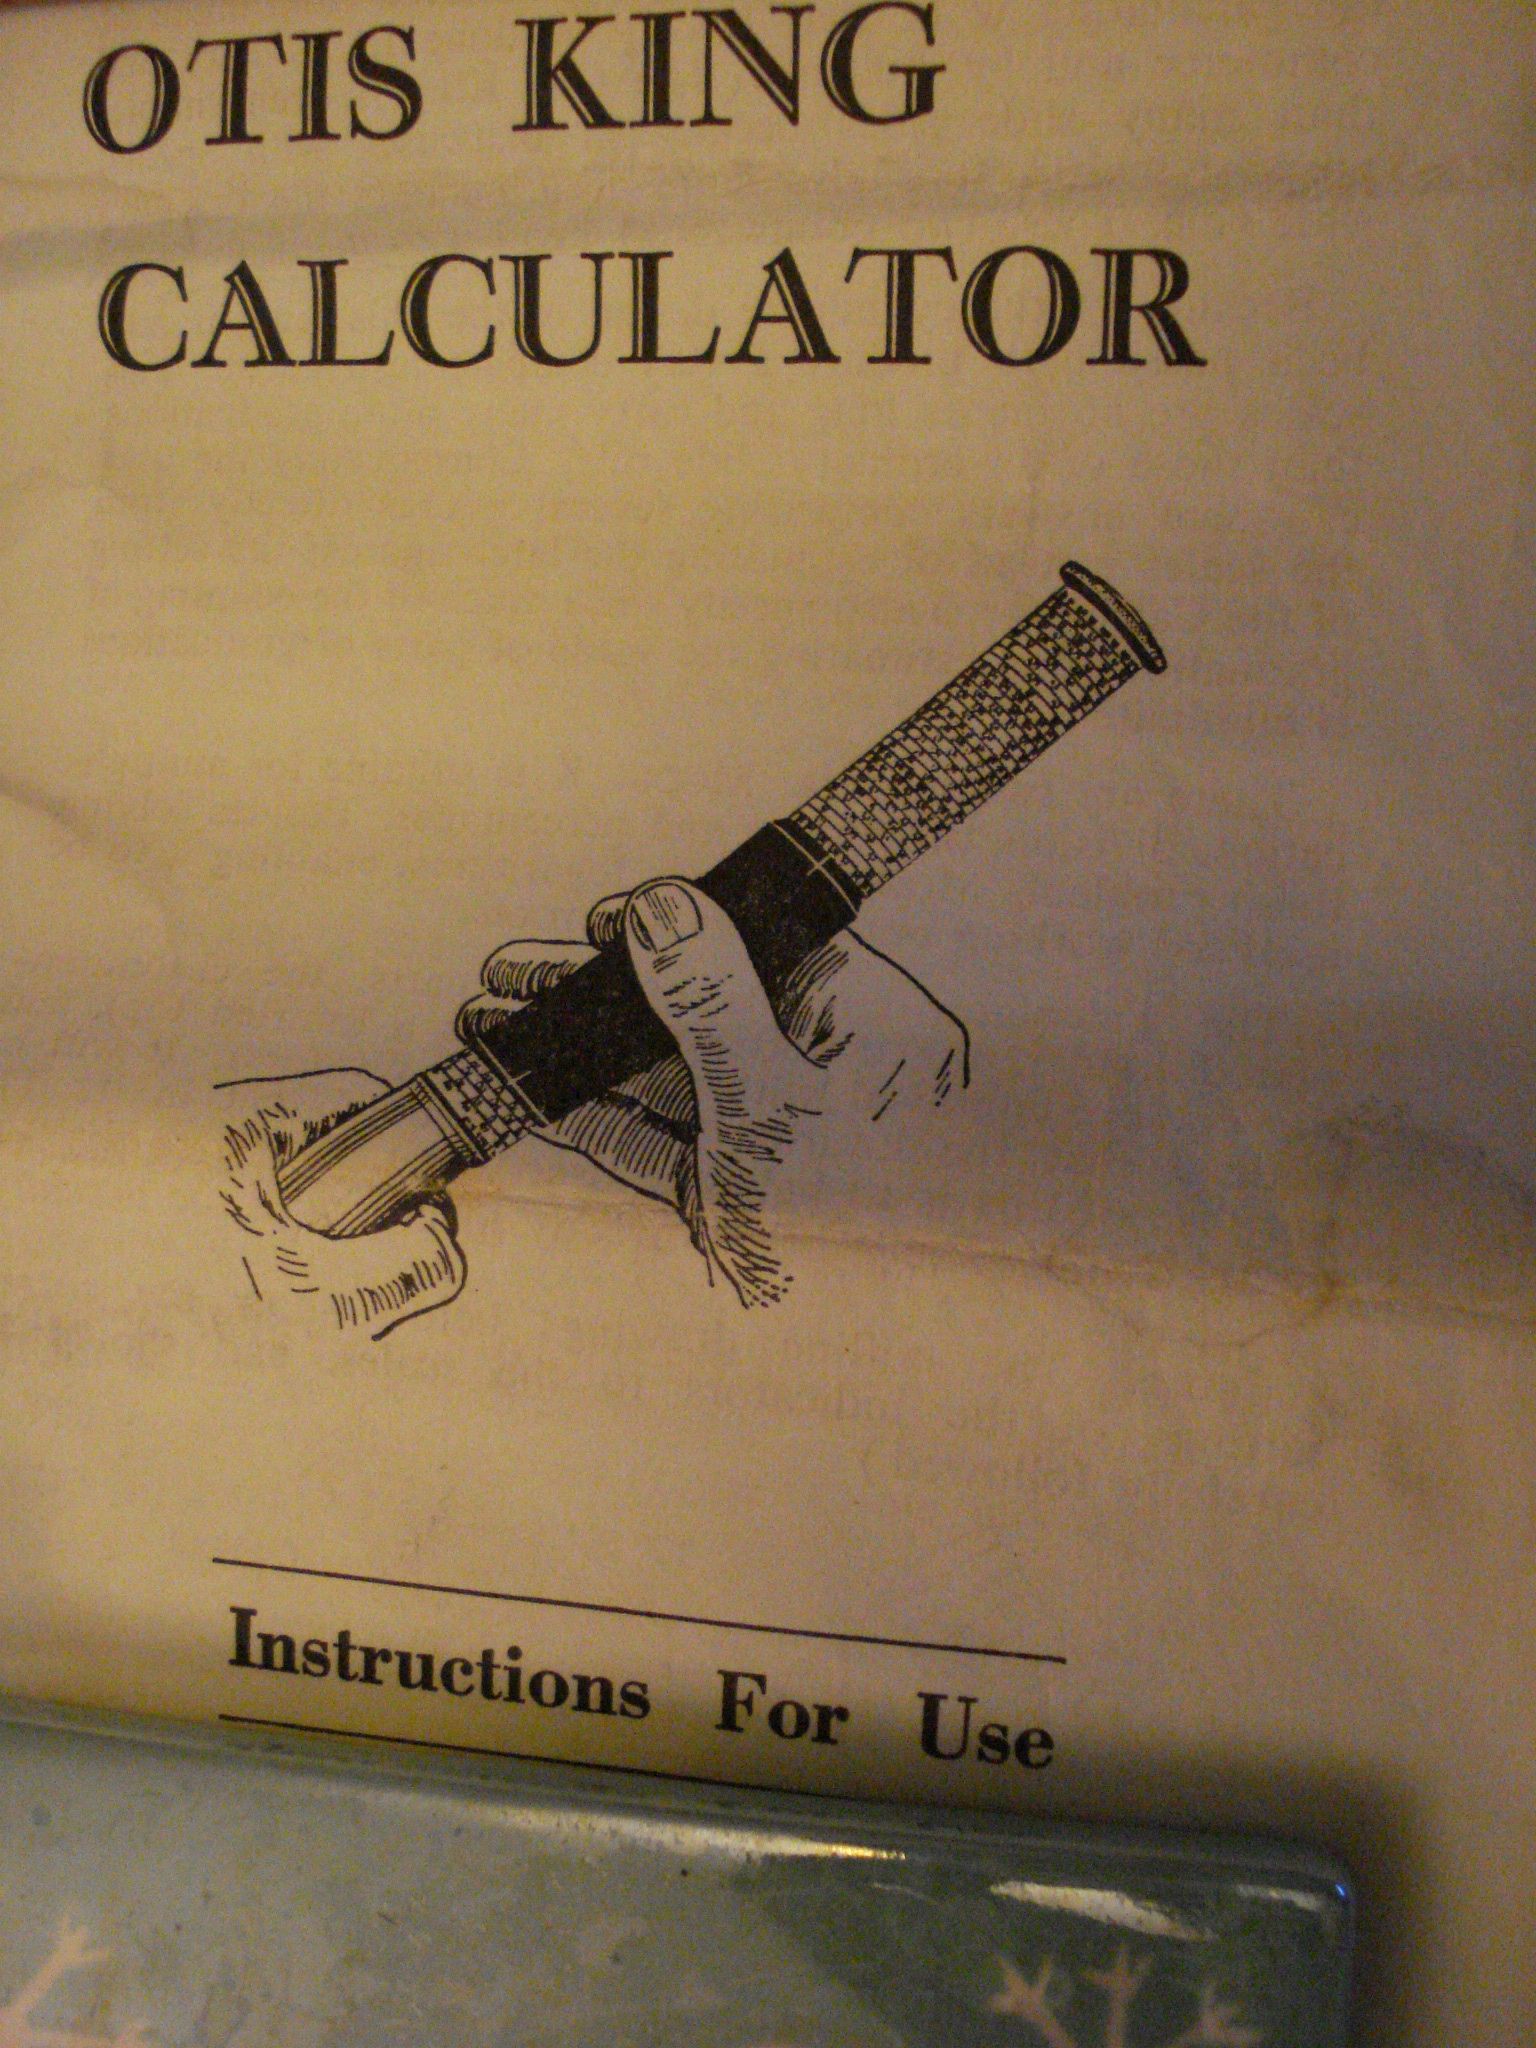 OTIS KING
CALCULATOR
Instructions For Use